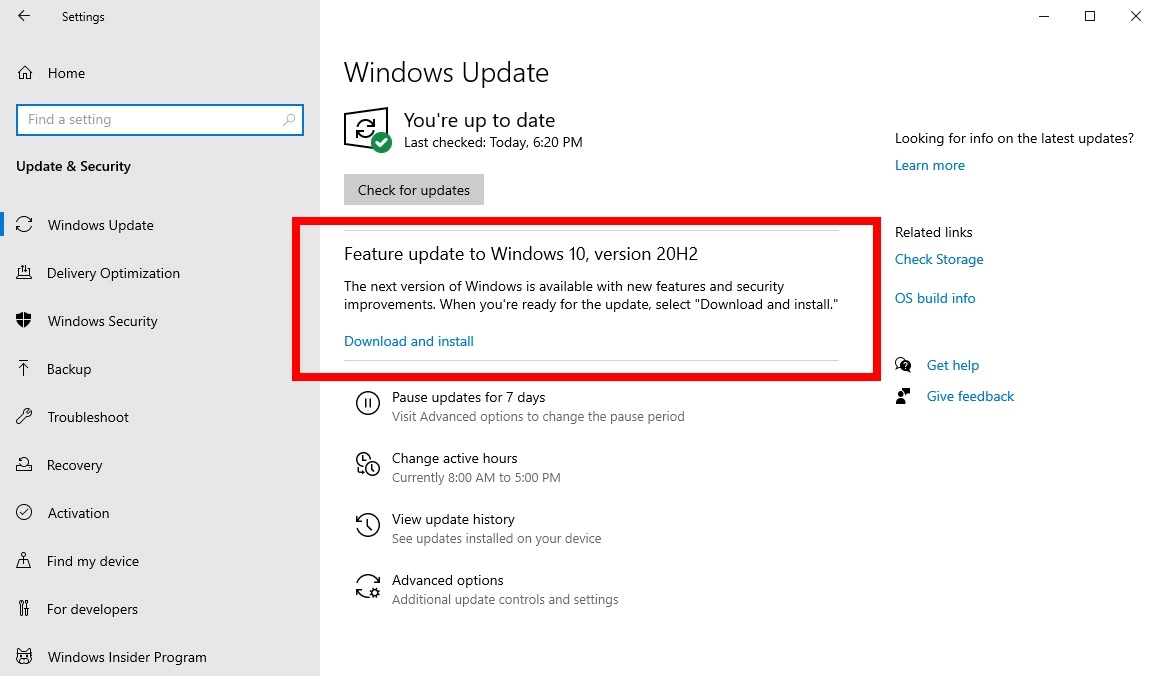 Settings
Home
Find a setting
Update & Security
Windows Update
Delivery Optimization
Windows Security
Backup
Troubleshoot
Recovery
Activation
Find my device
For developers
Windows Insider Program
Windows Update
You're up to date
Last checked: Today, 6:20 PM
Check for updates
Feature update to Windows 10, version 20H2
The next version of Windows is available with new features and security
improvements. When you're ready for the update, select "Download and install."
Download and install
Pause updates for 7 days
Visit Advanced options to change the pause period
Change active hours
Currently 8:00 AM to 5:00 PM
View update history
See updates installed on your device
Advanced options
Additional update controls and settings
Looking for info on the latest updates?
Learn more
Related links
Check Storage
OS build info
Get help
Give feedback